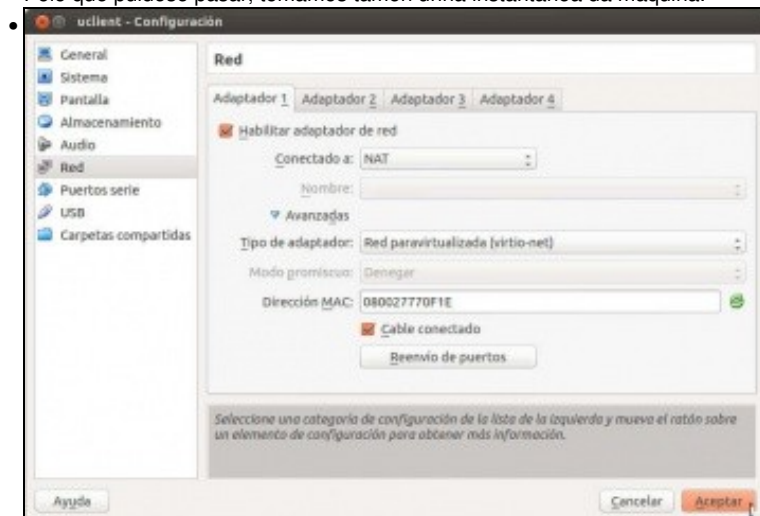 uclient - Configuración
General
Sistema
Pantalla
Almacenamiento
Audio
Red
Puertos serie
USB
Carpetas compartidas
Red
Adaptador 1 Adaptador 2 Adaptador 3 Adaptador 4
Habilitar adaptador de red
Conectado a: NAT
Nombre:
Avanzadas
Tipo de adaptador: Red paravirtualizada (virtio-net)
Modo promiscuo: Denegar
Dirección MAC: 080027770F1E
Cable conectado
Reenvío de puertos
Seleccione una categoría de configuración de la lista de la izquierda y mueva el ratón sobre
un elemento de configuración para obtener más información.
Ayuda Cancelar Aceptar